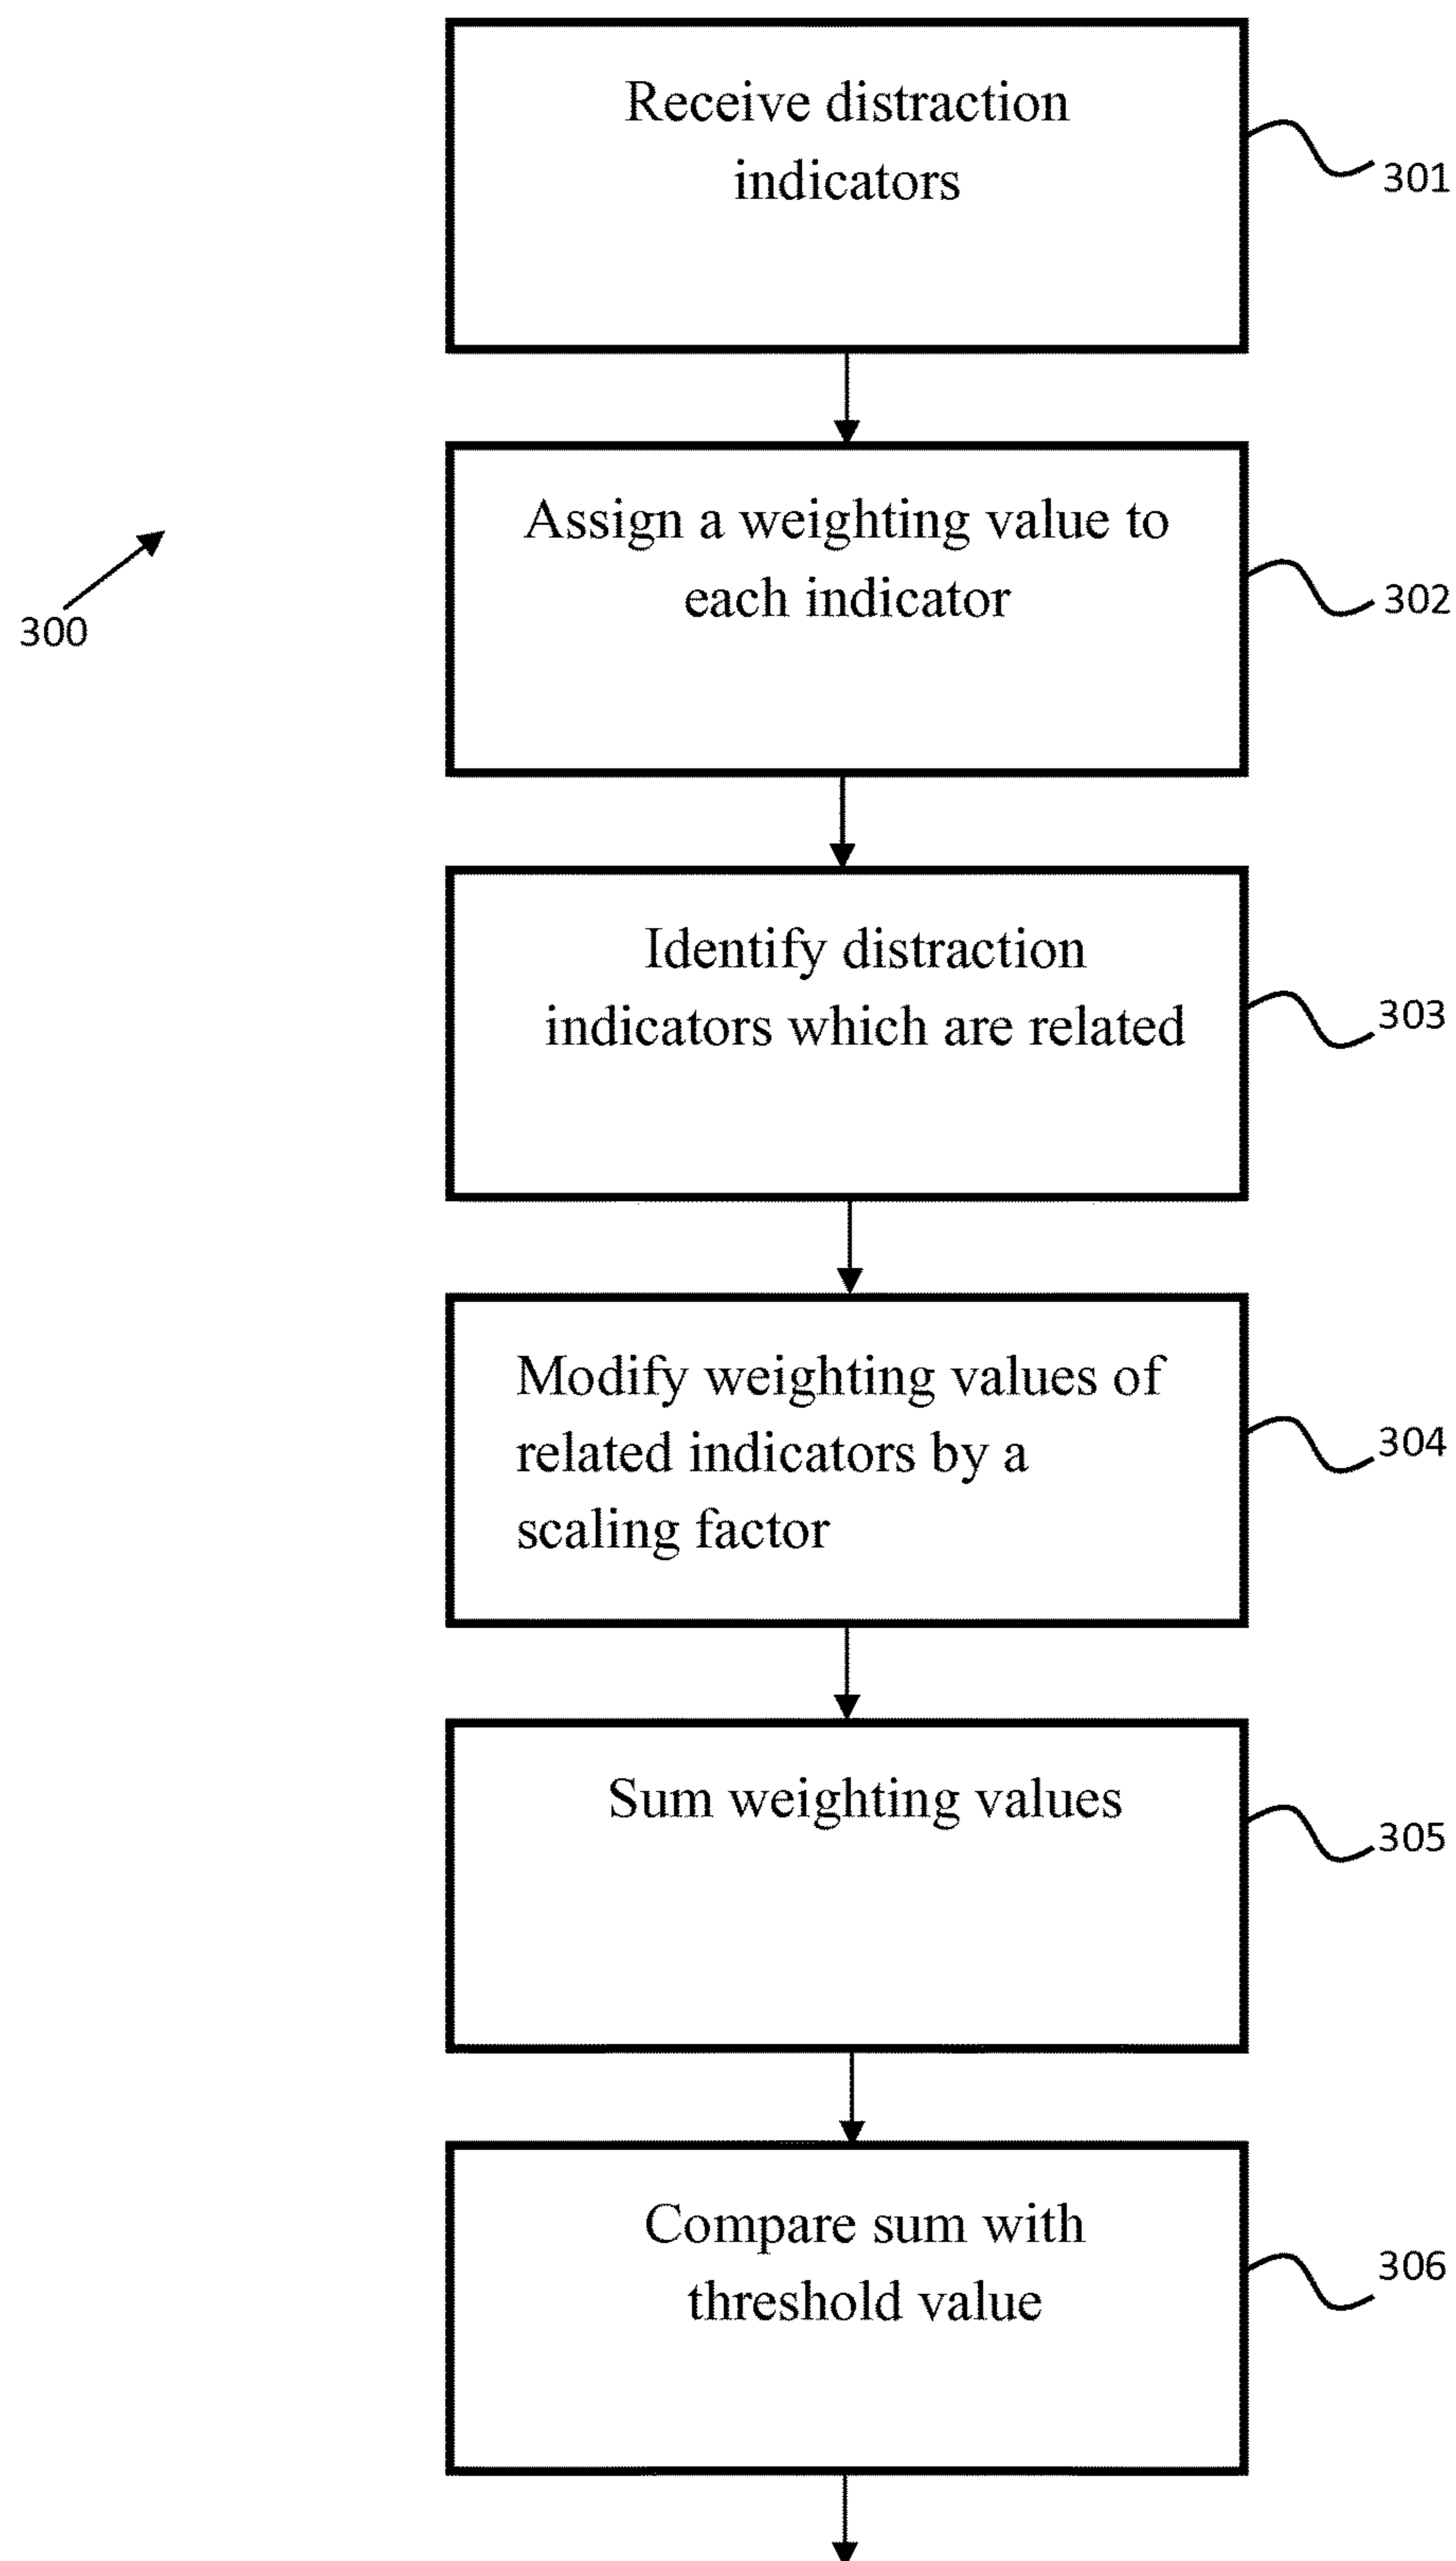 Receive distraction
indicators
301
Assign a weighting value to
each indicator
302
300
Identify distraction
indicators which are related
303
Modify weighting values of
related indicators by a
scaling factor
304
Sum weighting values
305
Compare sum with
threshold value
306